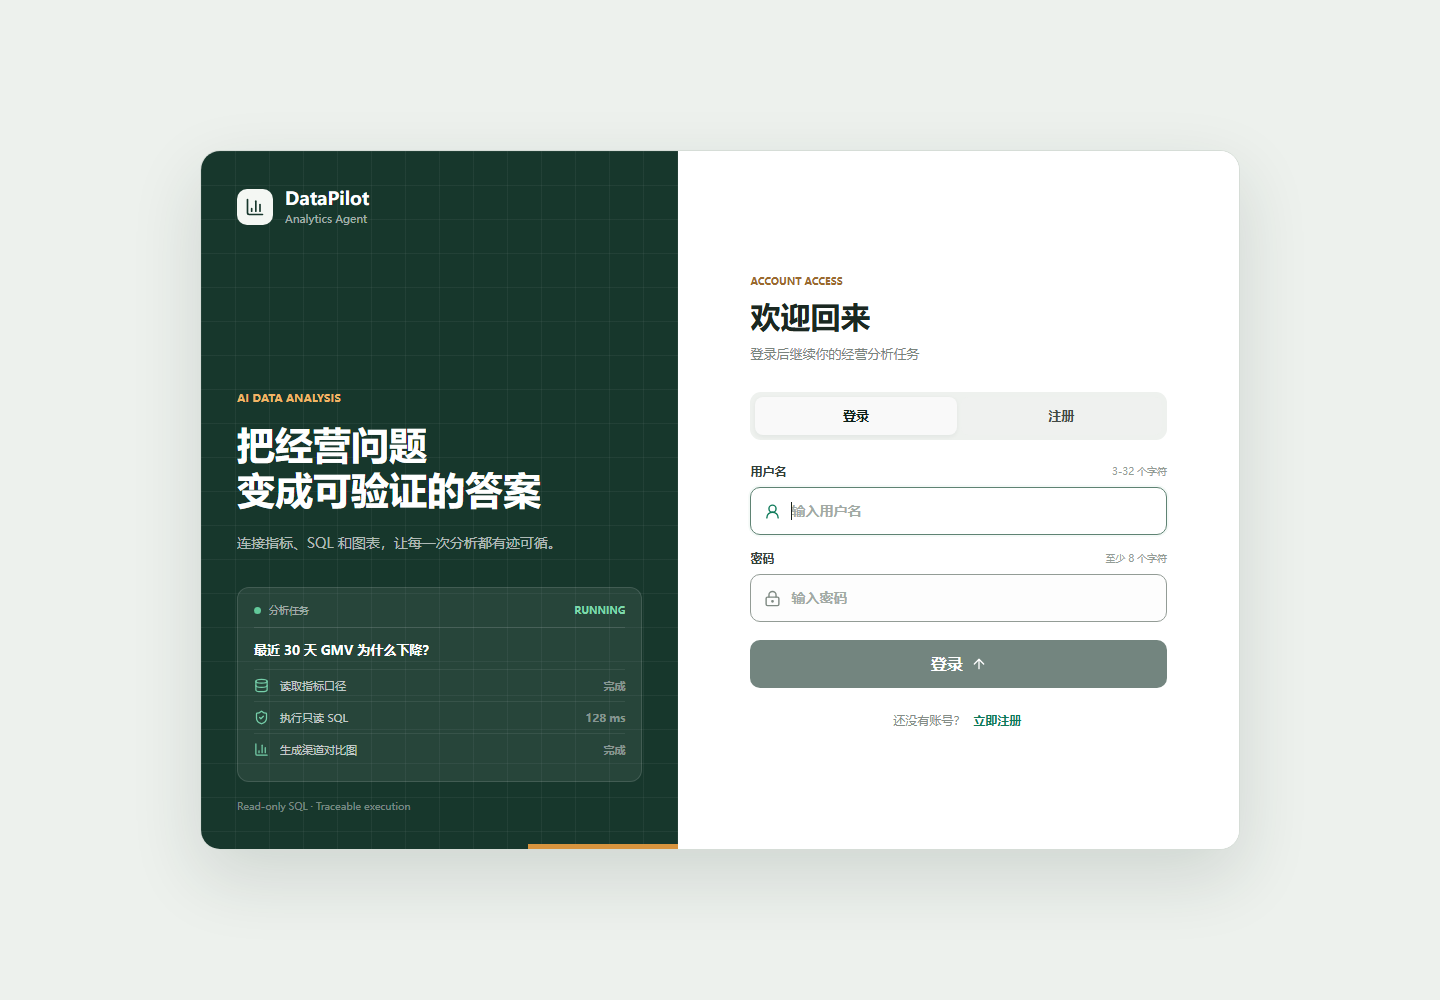 DataPilot
Analytics Agent
AI DATA ANALYSIS
把经营问题
变成可验证的答案
连接指标、SQL 和图表，让每一次分析都有迹可循。
分析任务
RUNNING
最近 30 天 GMV 为什么下降?
读取指标口径
完成
执行只读 SQL
128 ms
生成渠道对比图
完成
Read-only SQL · Traceable execution
ACCOUNT ACCESS
欢迎回来
登录后继续你的经营分析任务
登录
注册
用户名
3-32 个字符
输入用户名
密码
至少 8 个字符
输入密码
登录
还没有账号? 立即注册